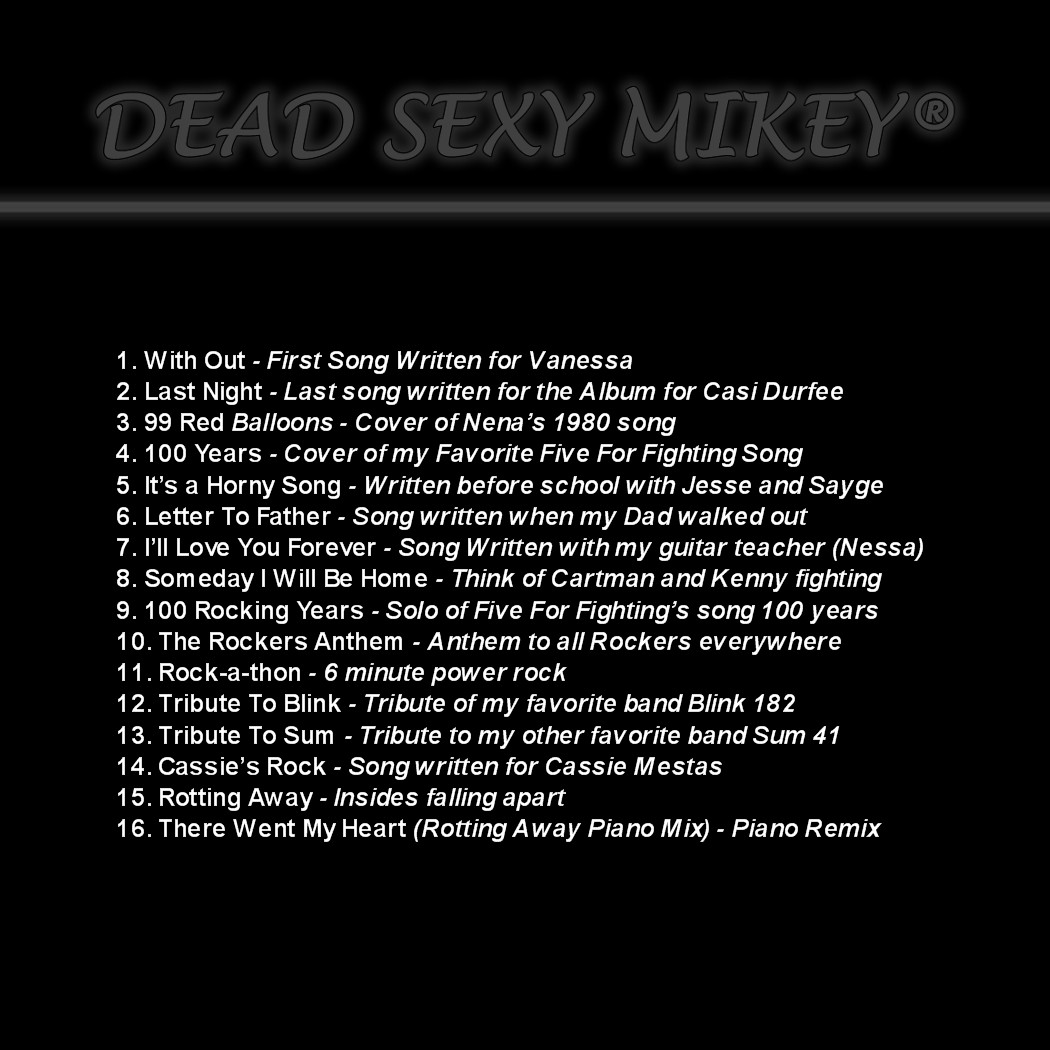 DEAD SEXY MIKEY®
1. With Out - First Song Written for Vanessa
2. Last Night - Last song written for the Album for Casi Durfee
3. 99 Red Balloons - Cover of Nena’s 1980 song
4. 100 Years - Cover of my Favorite Five For Fighting Song
5. It’s a Horny Song - Written before school with Jesse and Sayge
6. Letter To Father - Song written when my Dad walked out
7. I’ll Love You Forever - Song Written with my guitar teacher (Nessa)
8. Someday I Will Be Home - Think of Cartman and Kenny fighting
9. 100 Rocking Years - Solo of Five For Fighting’s song 100 years
10. The Rockers Anthem - Anthem to all Rockers everywhere
11. Rock-a-thon - 6 minute power rock
12. Tribute To Blink - Tribute of my favorite band Blink 182
13. Tribute To Sum - Tribute to my other favorite band Sum 41
14. Cassie’s Rock - Song written for Cassie Mestas
15. Rotting Away - Insides falling apart
16. There Went My Heart (Rotting Away Piano Mix) - Piano Remix